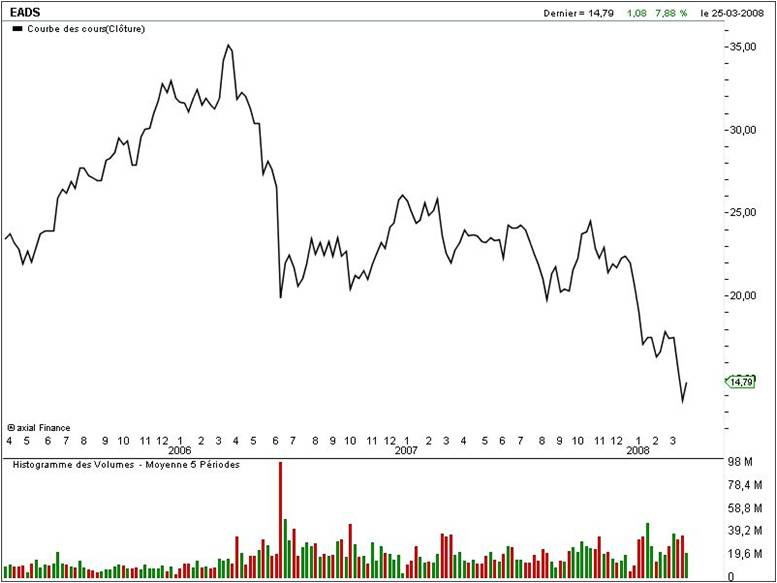 EADS
Dernier = 14,79 1,08 7,88 % le 25-03-2008
Courbe des cours(Clôture)
35,00
30,00
25,00
20,00
14,79
® axial Finance
4 5 6 7 8 9 10 11 12 2 3 4 5 6 7 8 9 10 11 12 1 2 3 4 5 6 7 8 9 10 11 12 1 2 3
2006 2007 2008
Histogramme des Volumes - Moyenne 5 Périodes
98 M
78,4 M
58,8 M
39,2 M
19,6 M
0